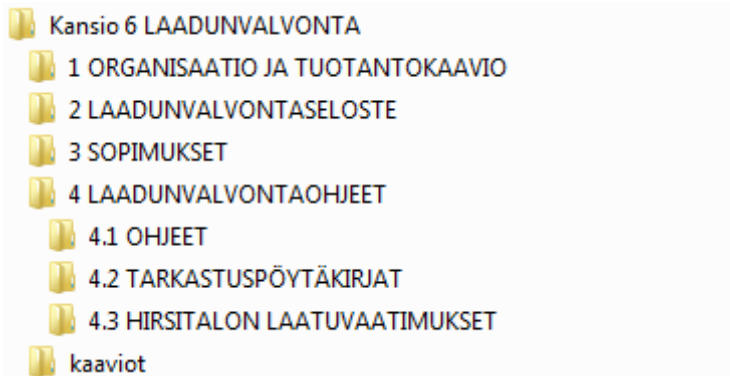 Kansio 6 LAADUNVALVONTA
1 ORGANISAATIO JA TUOTANTOKAAVIO
2 LAADUNVALVONTASELOSTE
3 SOPIMUKSET
4 LAADUNVALVONTAOHJEET
4.1 OHJEET
4.2 TARKASTUSPÖYTÄKIRJAT
4.3 HIRSITALON LAATUVAATIMUKSET
kaaviot